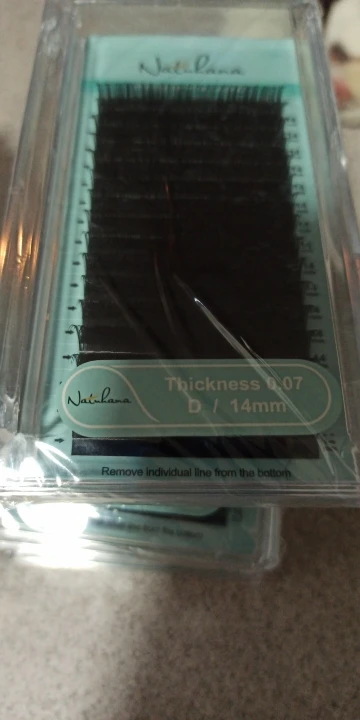 Natuhana
Thickness 0.07
Natuhana
D / 14mm
Remove individual line from the bottom